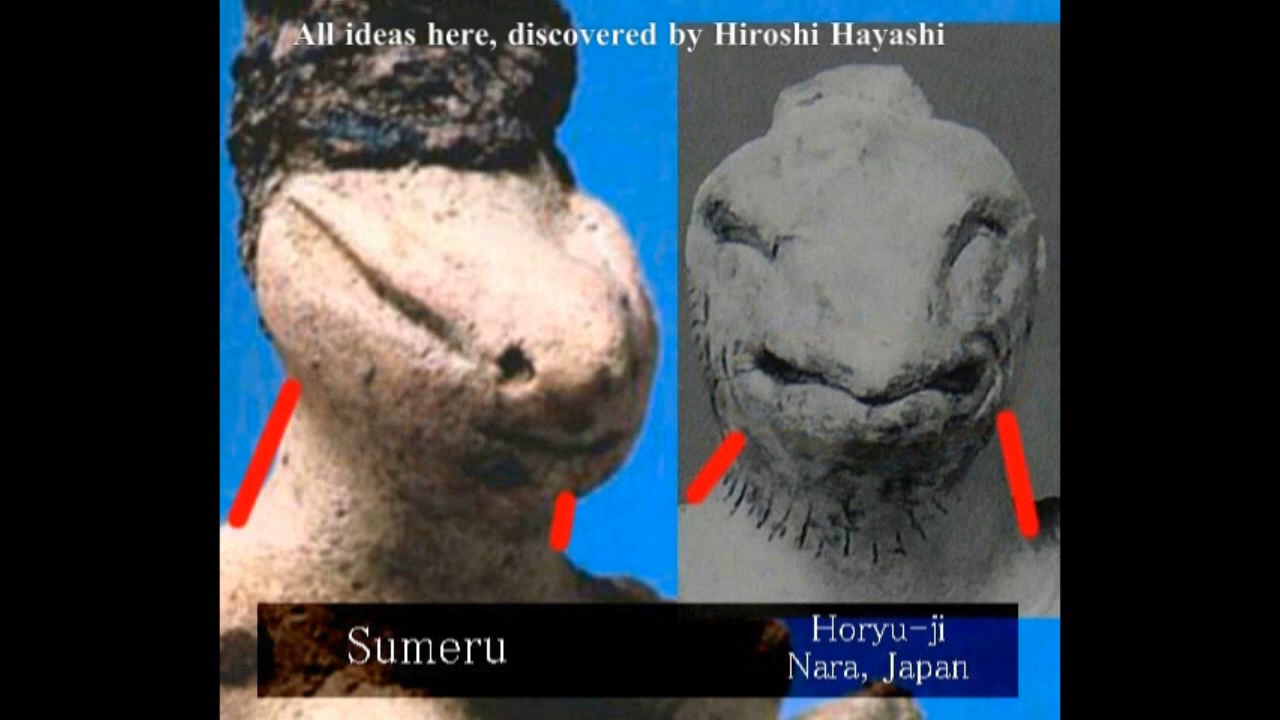 All ideas here, discovered by Hiroshi Hayashi
Sumeru
Horyu-ji
Nara, Japan